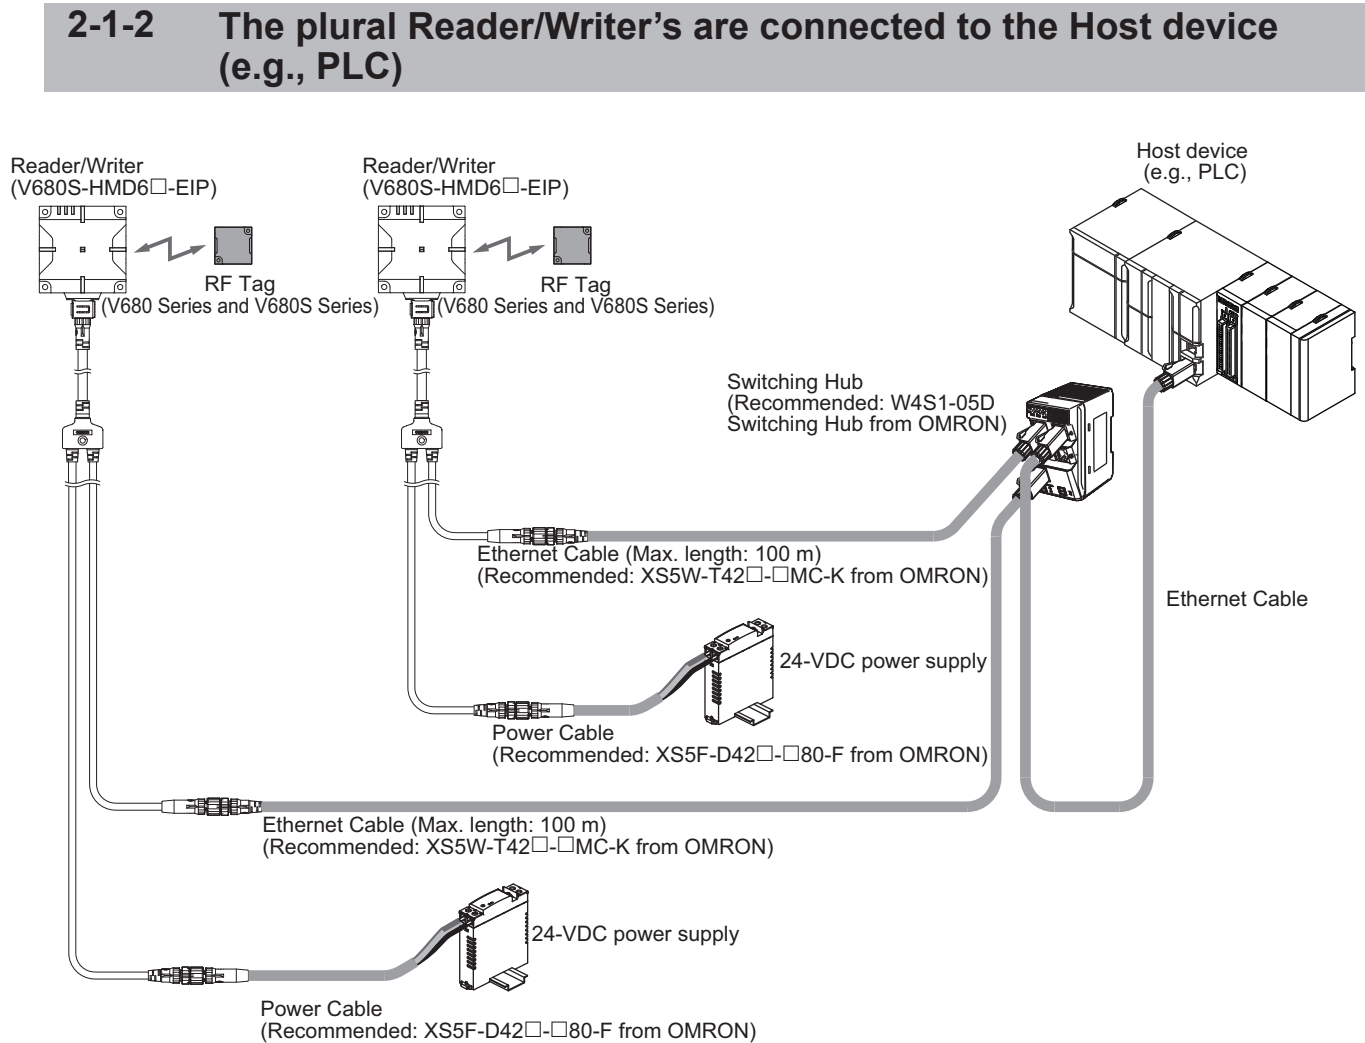 2-1-2 The plural Reader/Writer's are connected to the Host device
(e.g., PLC)
Reader/Writer
(V680S-HMD6□-EIP)
RF Tag
(V680 Series and V680S Series)
Reader/Writer
(V680S-HMD6□-EIP)
RF Tag
(V680 Series and V680S Series)
Host device
(e.g., PLC)
Switching Hub
(Recommended: W4S1-05D
Switching Hub from OMRON)
Ethernet Cable (Max. length: 100 m)
(Recommended: XS5W-T42□-□MC-K from OMRON)
Ethernet Cable
24-VDC power supply
Power Cable
(Recommended: XS5F-D42□-□80-F from OMRON)
Ethernet Cable (Max. length: 100 m)
(Recommended: XS5W-T42□-□MC-K from OMRON)
24-VDC power supply
Power Cable
(Recommended: XS5F-D42□-□80-F from OMRON)